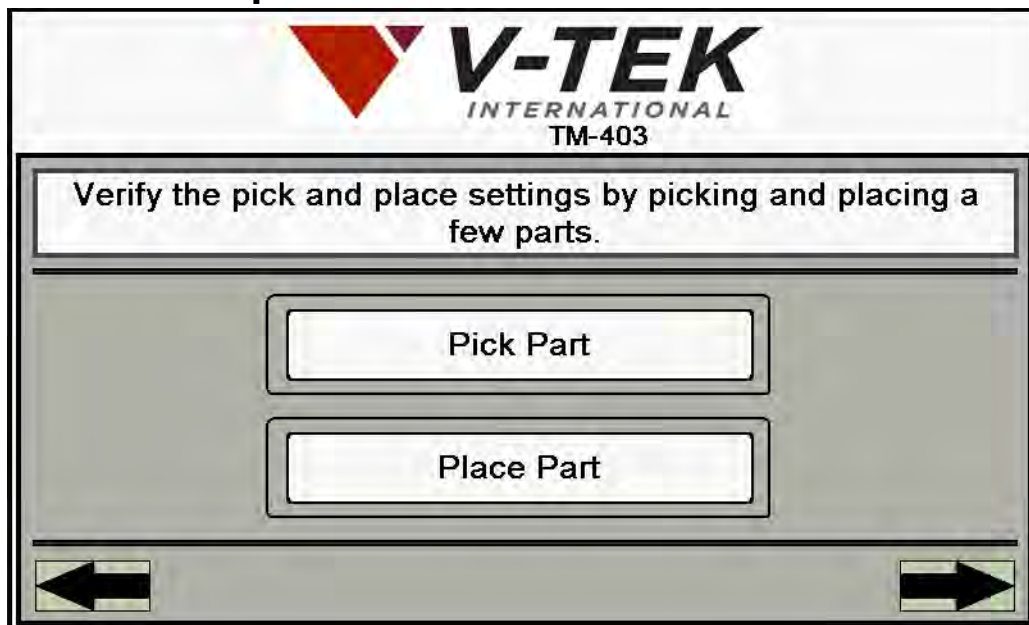 V-TEK
INTERNATIONAL
TM-403
Verify the pick and place settings by picking and placing a
few parts.
Pick Part
Place Part